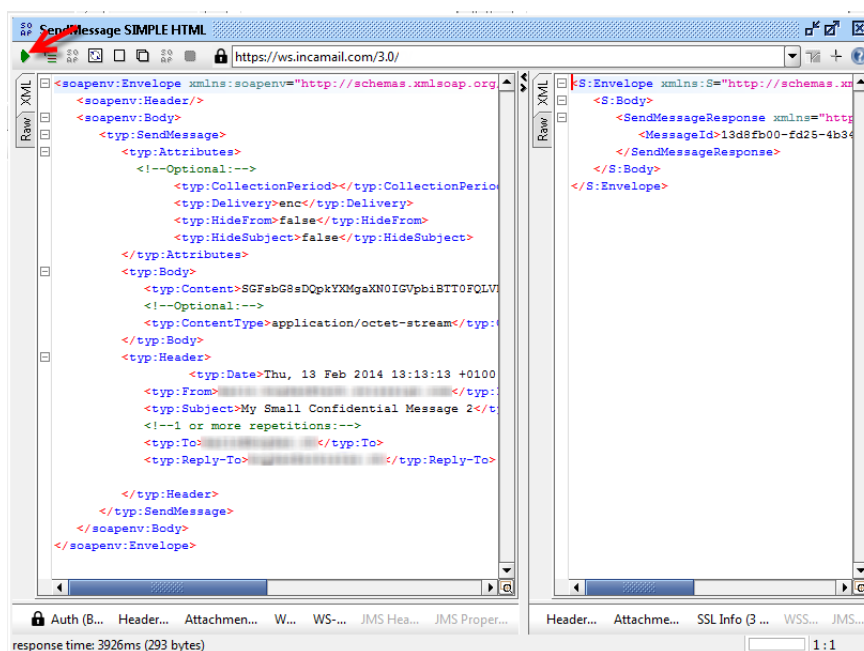 SendMessage SIMPLE HTML
https://ws.incamail.com/3.0/
XML
Raw
<soapenv:Envelope xmlns:soapenv="http://schemas.xmlsoap.org
<soapenv:Header/>
<soapenv:Body>
<typ:SendMessage>
<typ:Attributes>
<!--Optional:-->
<typ:CollectionPeriod></typ:CollectionPerio
<typ:Delivery>enc</typ:Delivery>
<typ:HideFrom>false</typ:HideFrom>
<typ:HideSubject>false</typ:HideSubject>
</typ:Attributes>
<typ:Body>
<typ:Content>SGFsbG8sDQpkYXMgaXN0IGVpbiBTT0FQLV
<!--Optional:-->
<typ:ContentType>application/octet-stream</typ:
</typ:Body>
<typ:Header>
<typ:Date>Thu, 13 Feb 2014 13:13:13 +0100
<typ:From></typ:
<typ:Subject>My Small Confidential Message 2</t
<!--1 or more repetitions:-->
<typ:To></typ:To>
<typ:Reply-To></typ:Reply-To>
</typ:Header>
</typ:SendMessage>
</soapenv:Body>
</soapenv:Envelope>
XML
Raw
<S:Envelope xmlns:S="http://schemas.xm
<S:Body>
<SendMessageResponse xmlns="http
<MessageId>13d8fb00-fd25-4b34
</SendMessageResponse>
</S:Body>
</S:Envelope>
Auth (B... Header... Attachmen... W... WS-... JMS Hea... JMS Proper...
Header... Attachme... SSL Info (3 ... WSS... JMS...
response time: 3926ms (293 bytes)
1:1